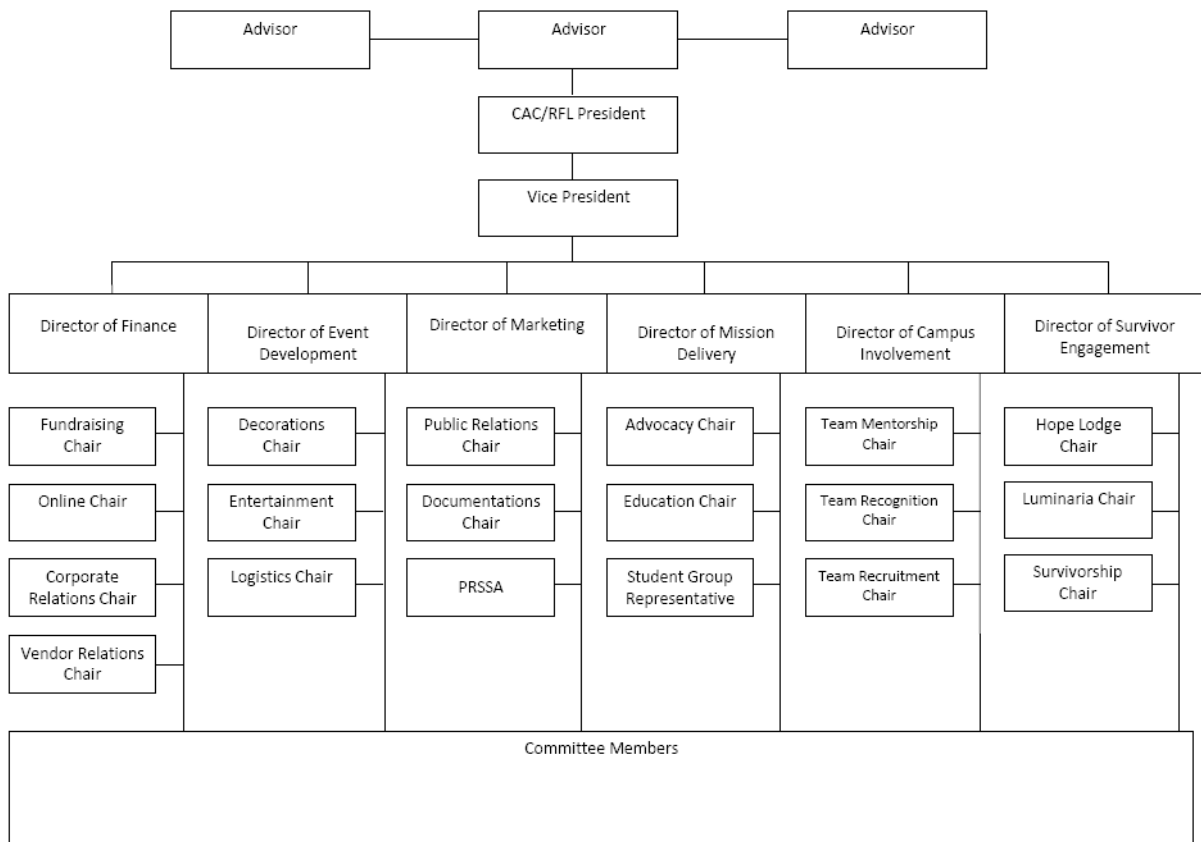 Advisor
Advisor
Advisor
CAC/RFL President
Vice President
Director of Finance
Director of Event
Development
Director of Marketing
Director of Mission
Delivery
Director of Campus
Involvement
Director of Survivor
Engagement
Fundraising
Chair
Decorations
Chair
Public Relations
Chair
Advocacy Chair
Team Mentorship
Chair
Hope Lodge
Chair
Online Chair
Entertainment
Chair
Documentations
Chair
Education Chair
Team Recognition
Chair
Luminaria Chair
Corporate
Relations Chair
Logistics Chair
PRSSA
Student Group
Representative
Team Recruitment
Chair
Survivorship
Chair
Vendor Relations
Chair
Committee Members